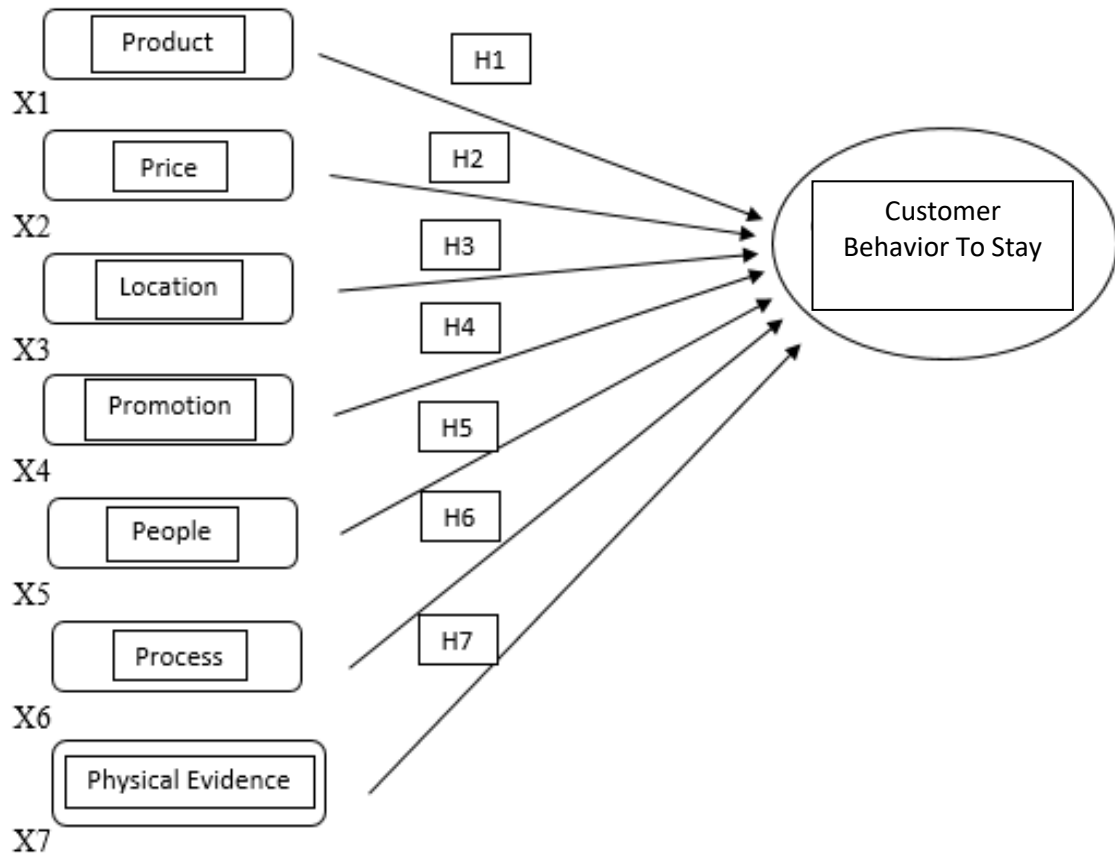 Product
H1
X1
Price
H2
X2
Location
H3
X3
Promotion
H4
X4
People
H5
X5
Process
H6
X6
Physical Evidence
H7
X7
Customer
Behavior To Stay